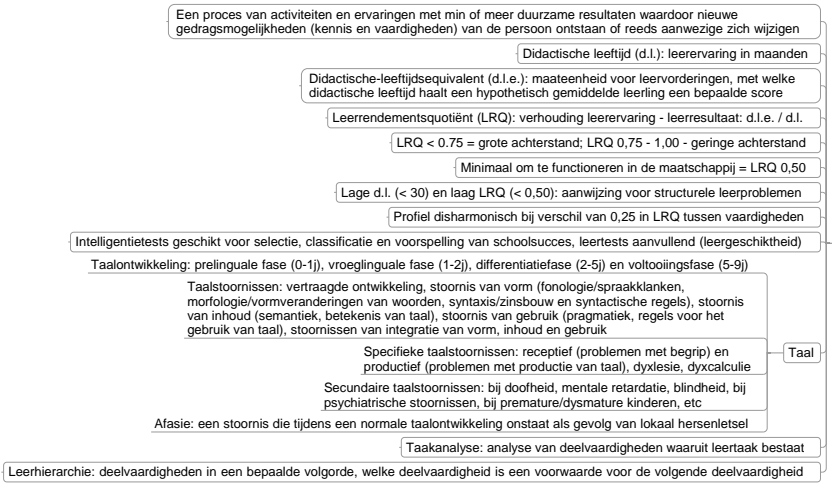 Een proces van activiteiten en ervaringen met min of meer duurzame resultaten waardoor nieuwe
gedragsmogelijkheden (kennis en vaardigheden) van de persoon ontstaan of reeds aanwezige zich wijzigen
Didactische leeftijd (d.l.): leerervaring in maanden
Didactische-leeftijdsequivalent (d.l.e.): maateenheid voor leervorderingen, met welke
didactische leeftijd haalt een hypothetisch gemiddelde leerling een bepaalde score
Leerrendementsquotiënt (LRQ): verhouding leerervaring - leerresultaat: d.l.e. / d.l.
LRQ < 0.75 = grote achterstand; LRQ 0,75 - 1,00 - geringe achterstand
Minimaal om te functioneren in de maatschappij = LRQ 0,50
Lage d.l. (< 30) en laag LRQ (< 0,50): aanwijzing voor structurele leerproblemen
Profiel disharmonisch bij verschil van 0,25 in LRQ tussen vaardigheden
Intelligentietests geschikt voor selectie, classificatie en voorspelling van schoolsucces, leertests aanvullend (leergeschiktheid)
Taalontwikkeling: prelinguale fase (0-1j), vroeglinguale fase (1-2j), differentiatiefase (2-5j) en voltooiingsfase (5-9j)
Taalstoornissen: vertraagde ontwikkeling, stoornis van vorm (fonologie/spraakklanken,
morfologie/vormveranderingen van woorden, syntaxis/zinsbouw en syntactische regels), stoornis
van inhoud (semantiek, betekenis van taal), stoornis van gebruik (pragmatiek, regels voor het
gebruik van taal), stoornissen van integratie van vorm, inhoud en gebruik
Specifieke taalstoornissen: receptief (problemen met begrip) en
productief (problemen met productie van taal), dyxlesie, dyxcalculie
Secundaire taalstoornissen: bij doofheid, mentale retardatie, blindheid, bij
psychiatrische stoornissen, bij premature/dysmature kinderen, etc
Afasie: een stoornis die tijdens een normale taalontwikkeling onstaat als gevolg van lokaal hersenletsel
Taal
Taakanalyse: analyse van deelvaardigheden waaruit leertaak bestaat
Leerhierarchie: deelvaardigheden in een bepaalde volgorde, welke deelvaardigheid is een voorwaarde voor de volgende deelvaardigheid